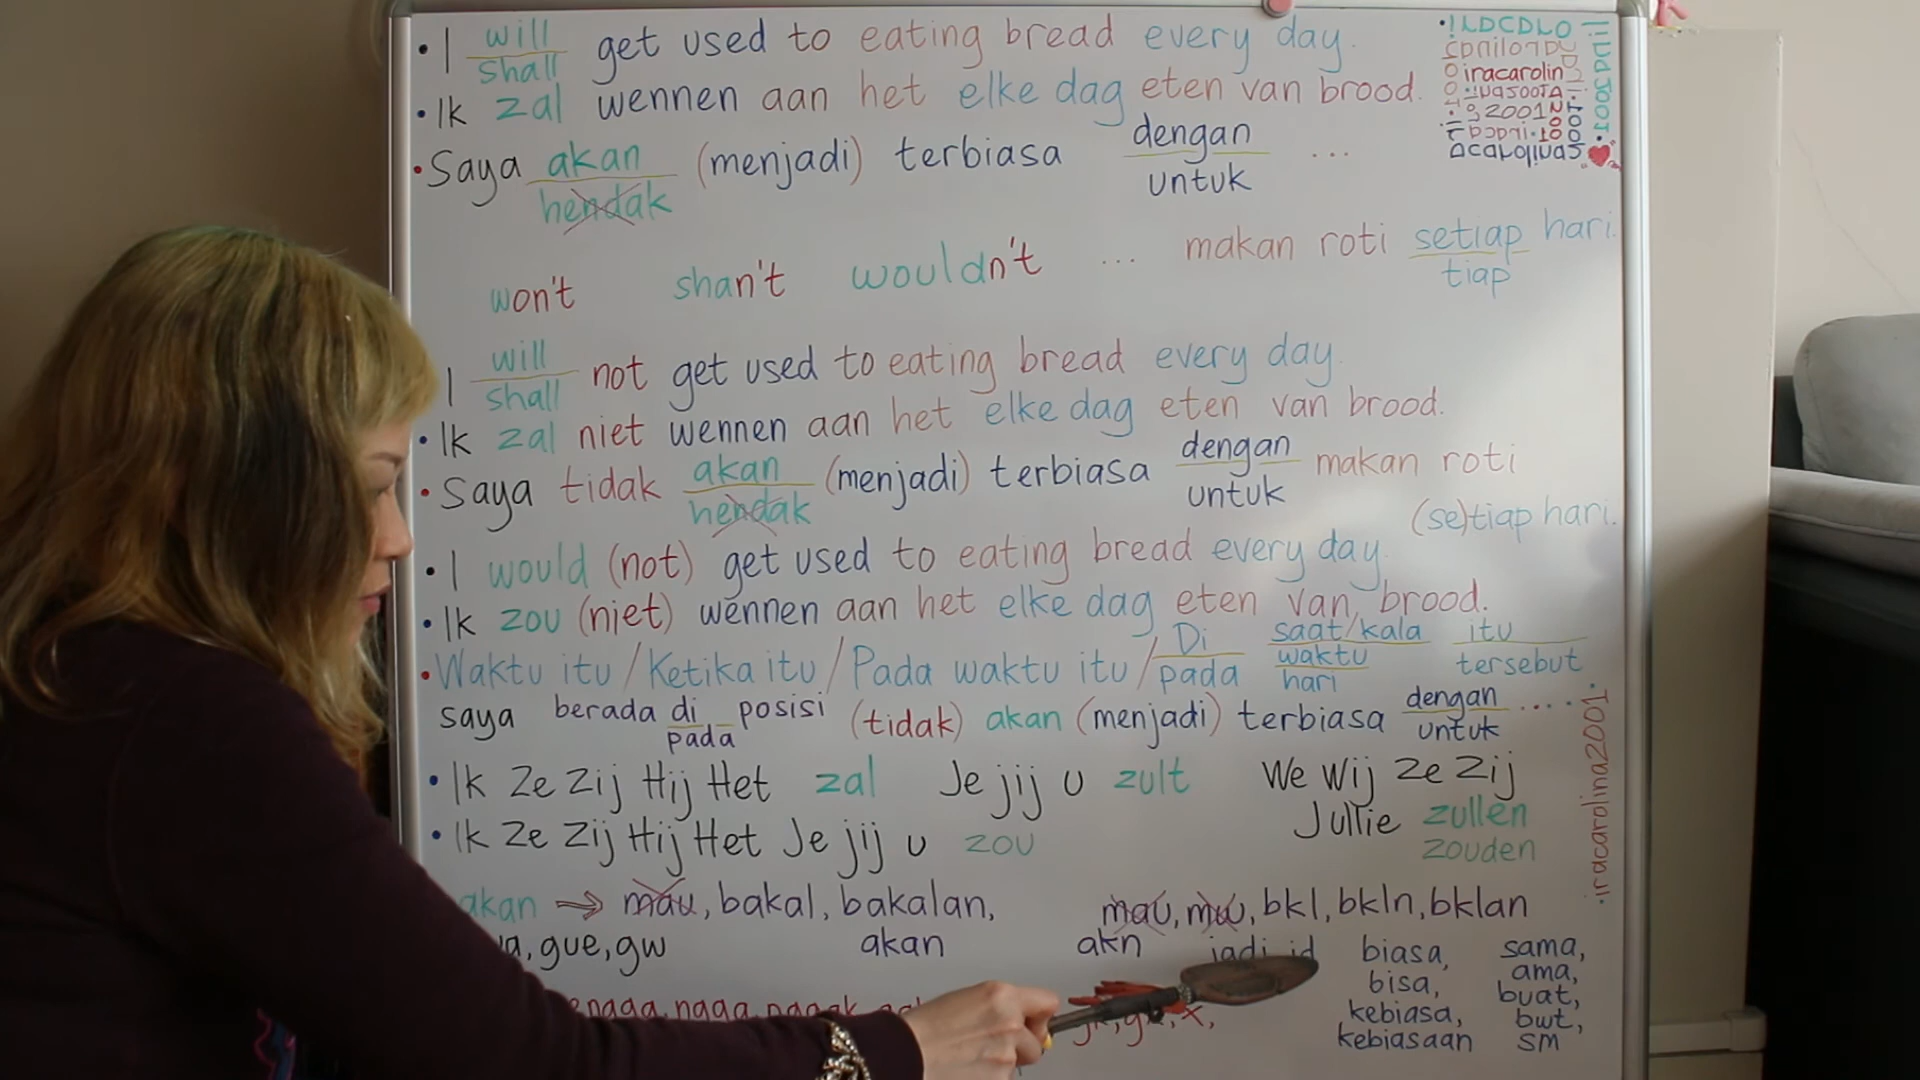 • I will/shall get used to eating bread every day.
• Ik zal wennen aan het elke dag eten van brood.
• Saya akan/hendak (menjadi) terbiasa dengan/untuk ...
... makan roti setiap/tiap hari.
won't shan't wouldn't
I will/shall not get used to eating bread every day.
• Ik zal niet wennen aan het elke dag eten van brood.
• Saya tidak akan/hendak (menjadi) terbiasa dengan/untuk makan roti
(se)tiap hari.
• I would (not) get used to eating bread every day.
• Ik zou (niet) wennen aan het elke dag eten van brood.
• Waktu itu / Ketika itu / Pada waktu itu / Di/pada saat/kala/waktu/hari itu/tersebut
saya berada di/pada posisi (tidak) akan (menjadi) terbiasa dengan/untuk ....
• Ik Ze Zij Hij Het zal Je jij u zult We Wij Ze Zij
Jullie zullen
• Ik Ze Zij Hij Het Je jij u zou
zouden
akan ⇒ mau, bakal, bakalan, mau, mw, bkl, bkln, bklan
gue, gw akan akn jadi, jd biasa, sama,
bisa, ama,
kebiasa, buat,
kebiasaan bwt,
sm
ngga, nggak
x,
iracarolin
2001
acarolinas
•iracarolina2001•